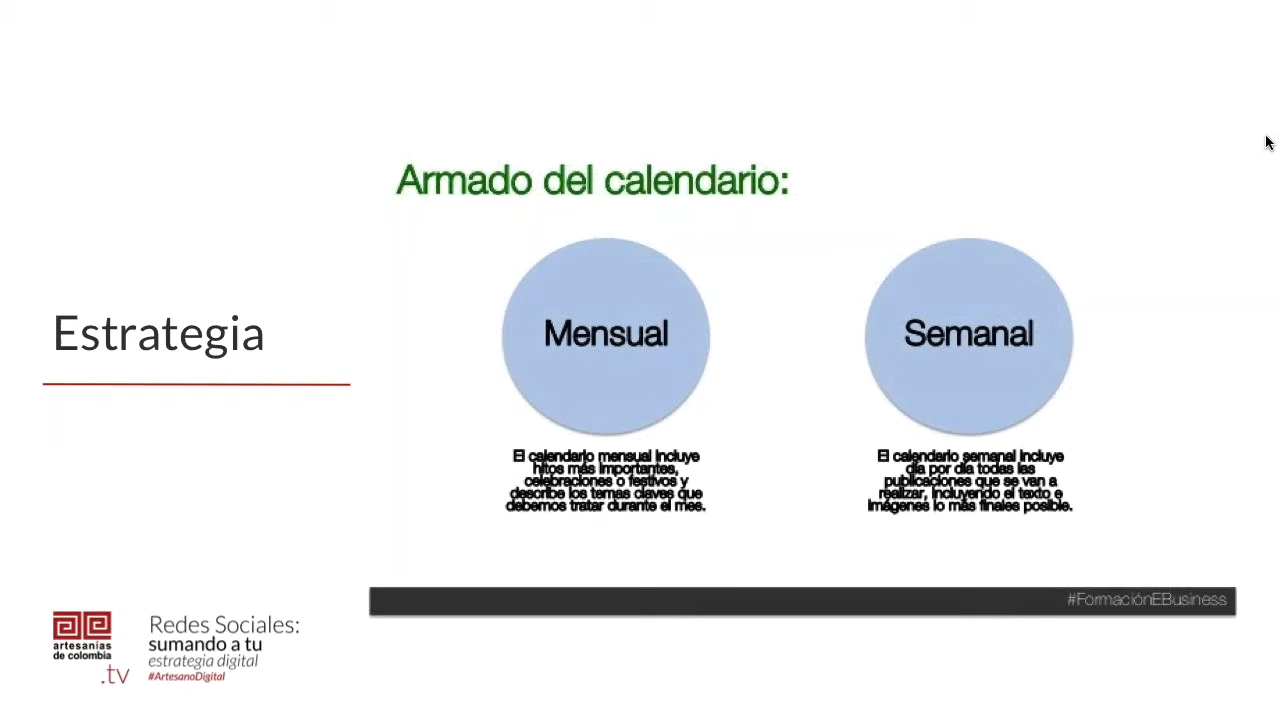 Estrategia
Armado del calendario:
Mensual
El calendario mensual incluye
hitos más importantes,
celebraciones o festivos y
describe los temas claves que
debemos tratar durante el mes.
Semanal
El calendario semanal incluye
día por día todas las
publicaciones que se van a
realizar, incluyendo el texto e
imágenes lo más finales posible.
#FormaciónEBusiness
artesanías
de colombia
.tv
Redes Sociales:
sumando a tu
estrategia digital
#ArtesanoDigital